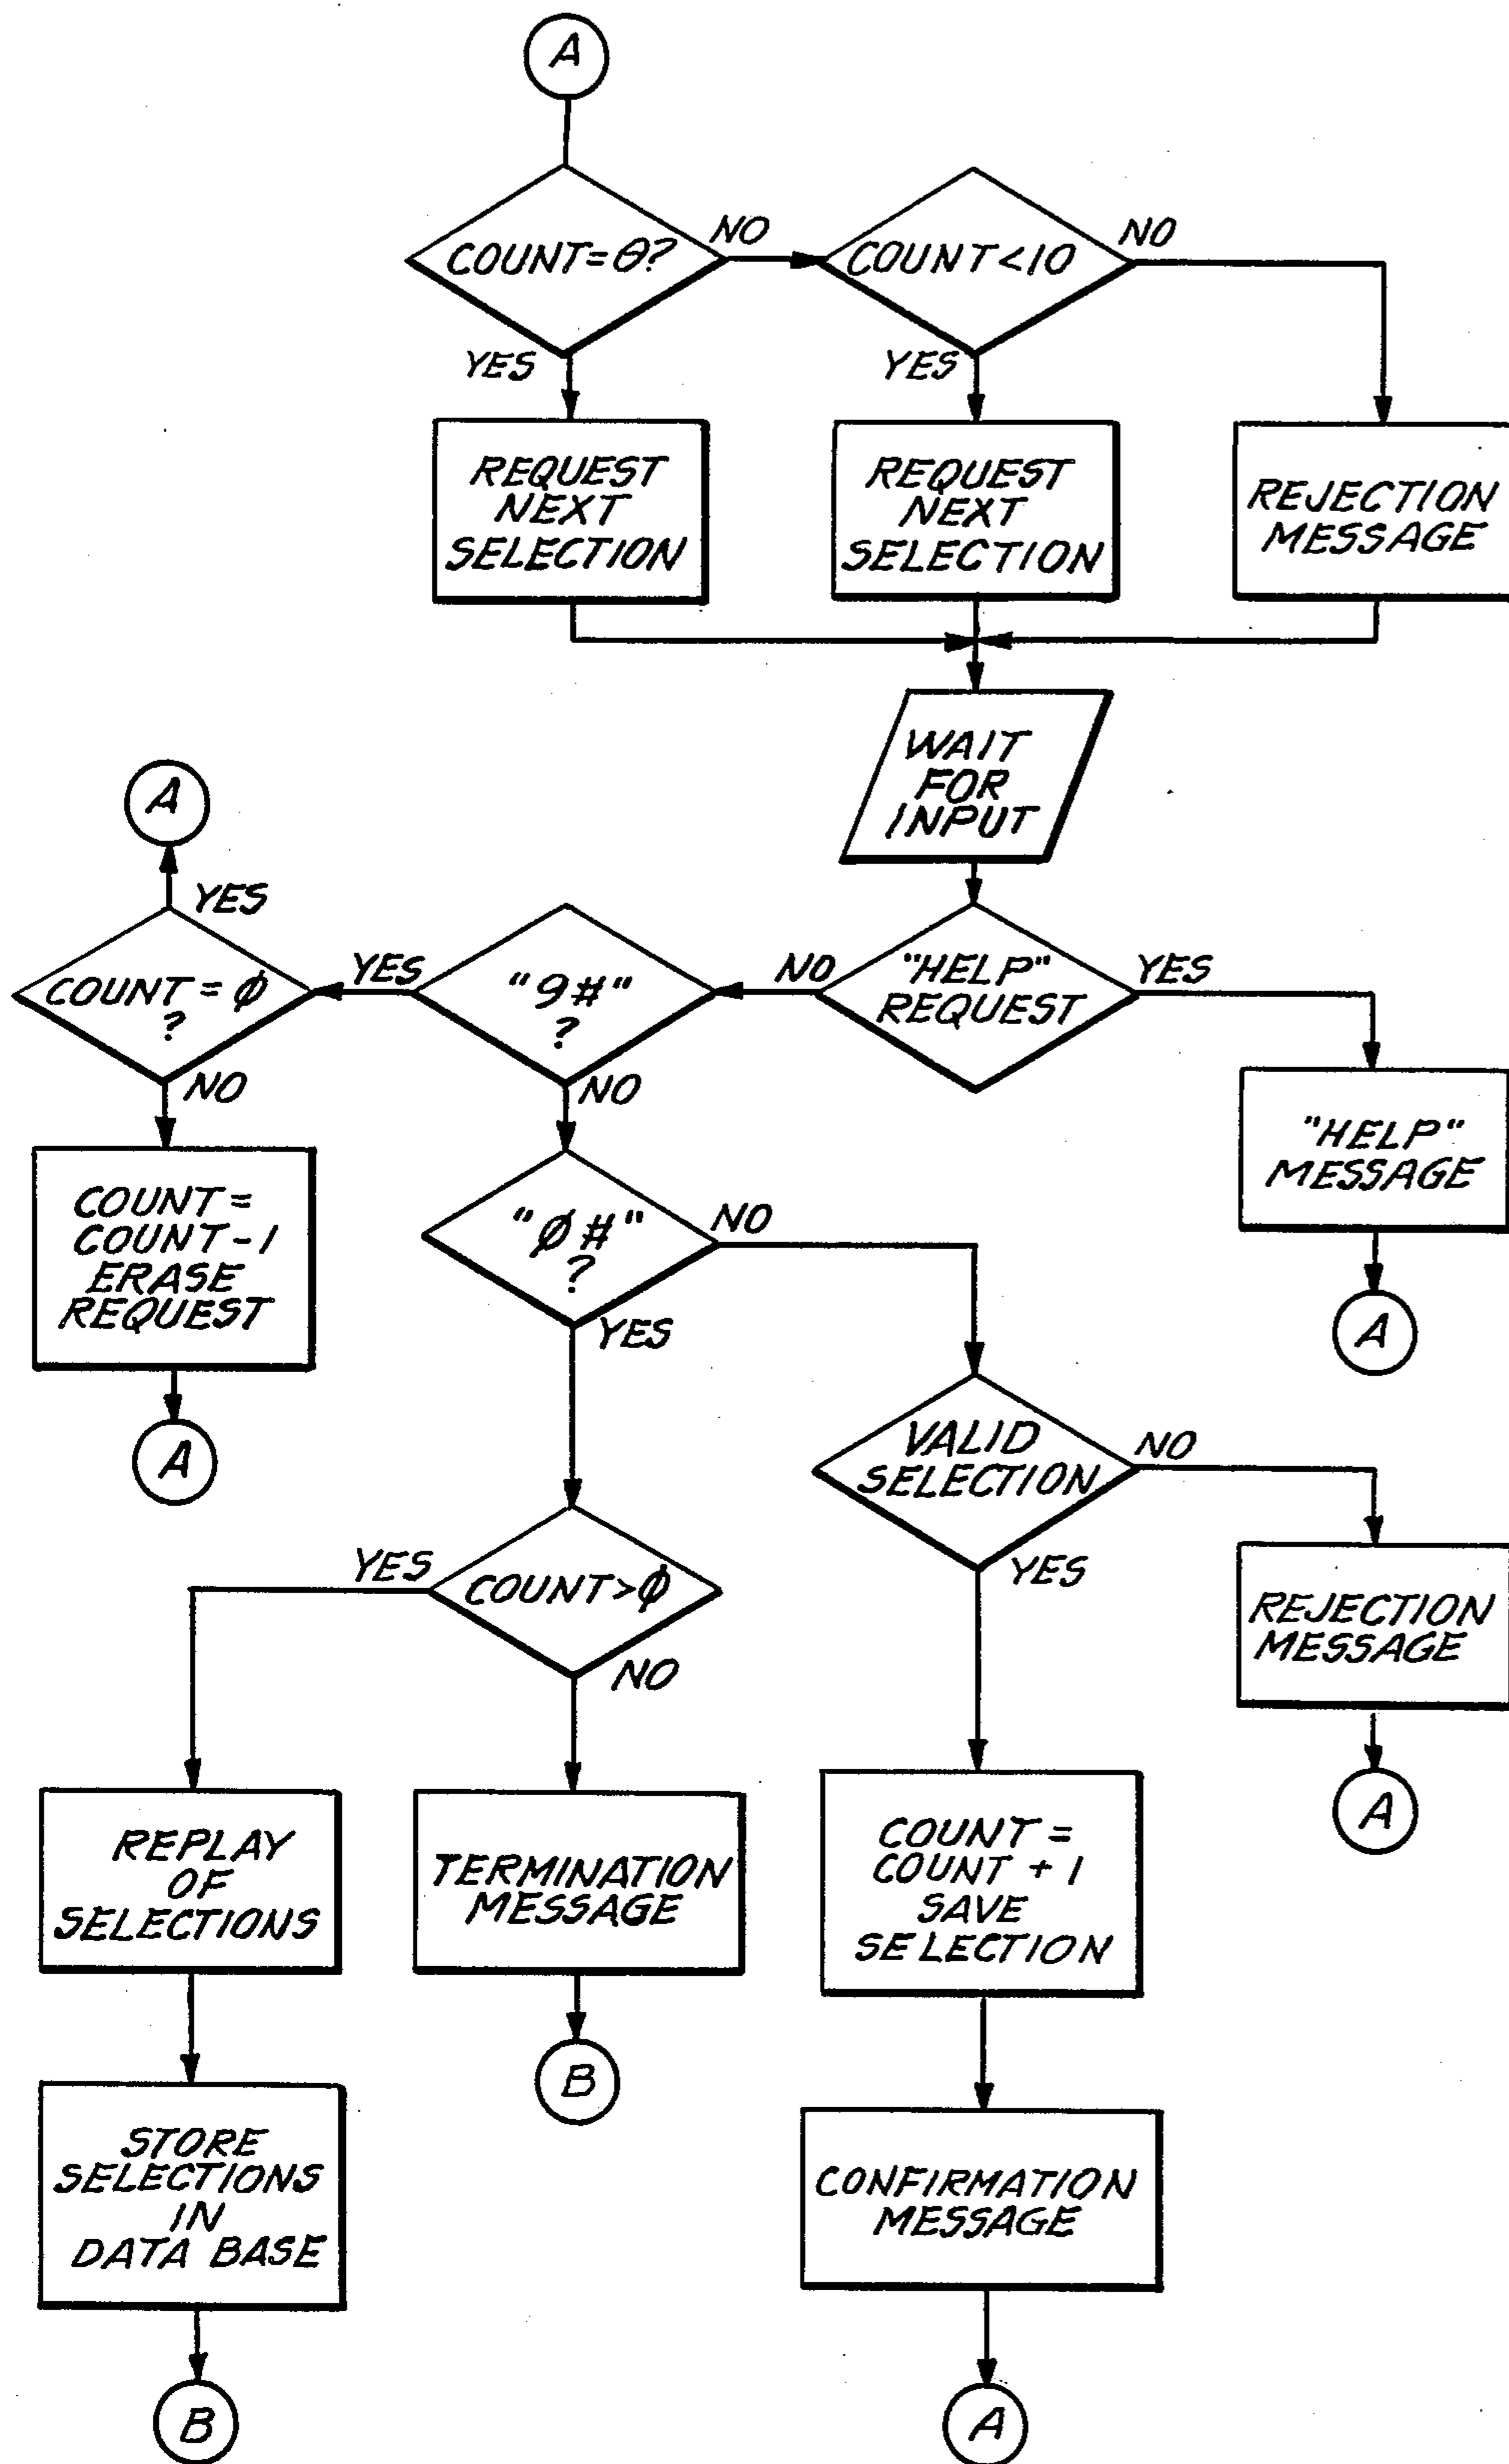 A
COUNT=θ?
NO
COUNT<10
NO
YES
YES
REQUEST
NEXT
SELECTION
REQUEST
NEXT
SELECTION
REJECTION
MESSAGE
WAIT
FOR
INPUT
A
YES
COUNT=φ
?
YES
"9#"
?
NO
"HELP"
REQUEST
YES
NO
NO
"HELP"
MESSAGE
COUNT=
COUNT-1
ERASE
REQUEST
"φ#"
?
NO
YES
A
A
VALID
SELECTION
NO
YES
COUNT>φ
YES
NO
REJECTION
MESSAGE
A
REPLAY
OF
SELECTIONS
TERMINATION
MESSAGE
COUNT=
COUNT+1
SAVE
SELECTION
B
STORE
SELECTIONS
IN
DATA BASE
CONFIRMATION
MESSAGE
B
A